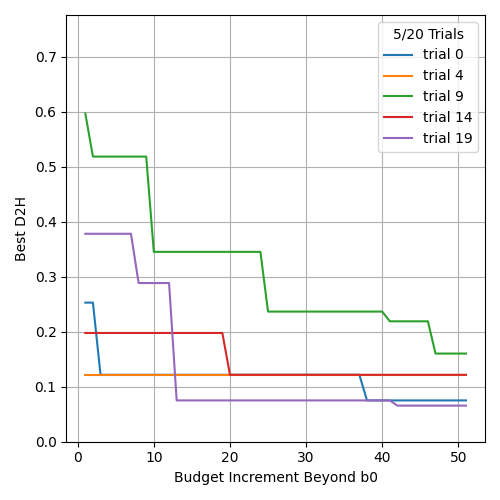 5/20 Trials
trial 0
trial 4
trial 9
trial 14
trial 19
0.7
0.6
0.5
0.4
0.3
0.2
0.1
0.0
Best D2H
0 10 20 30 40 50
Budget Increment Beyond b0